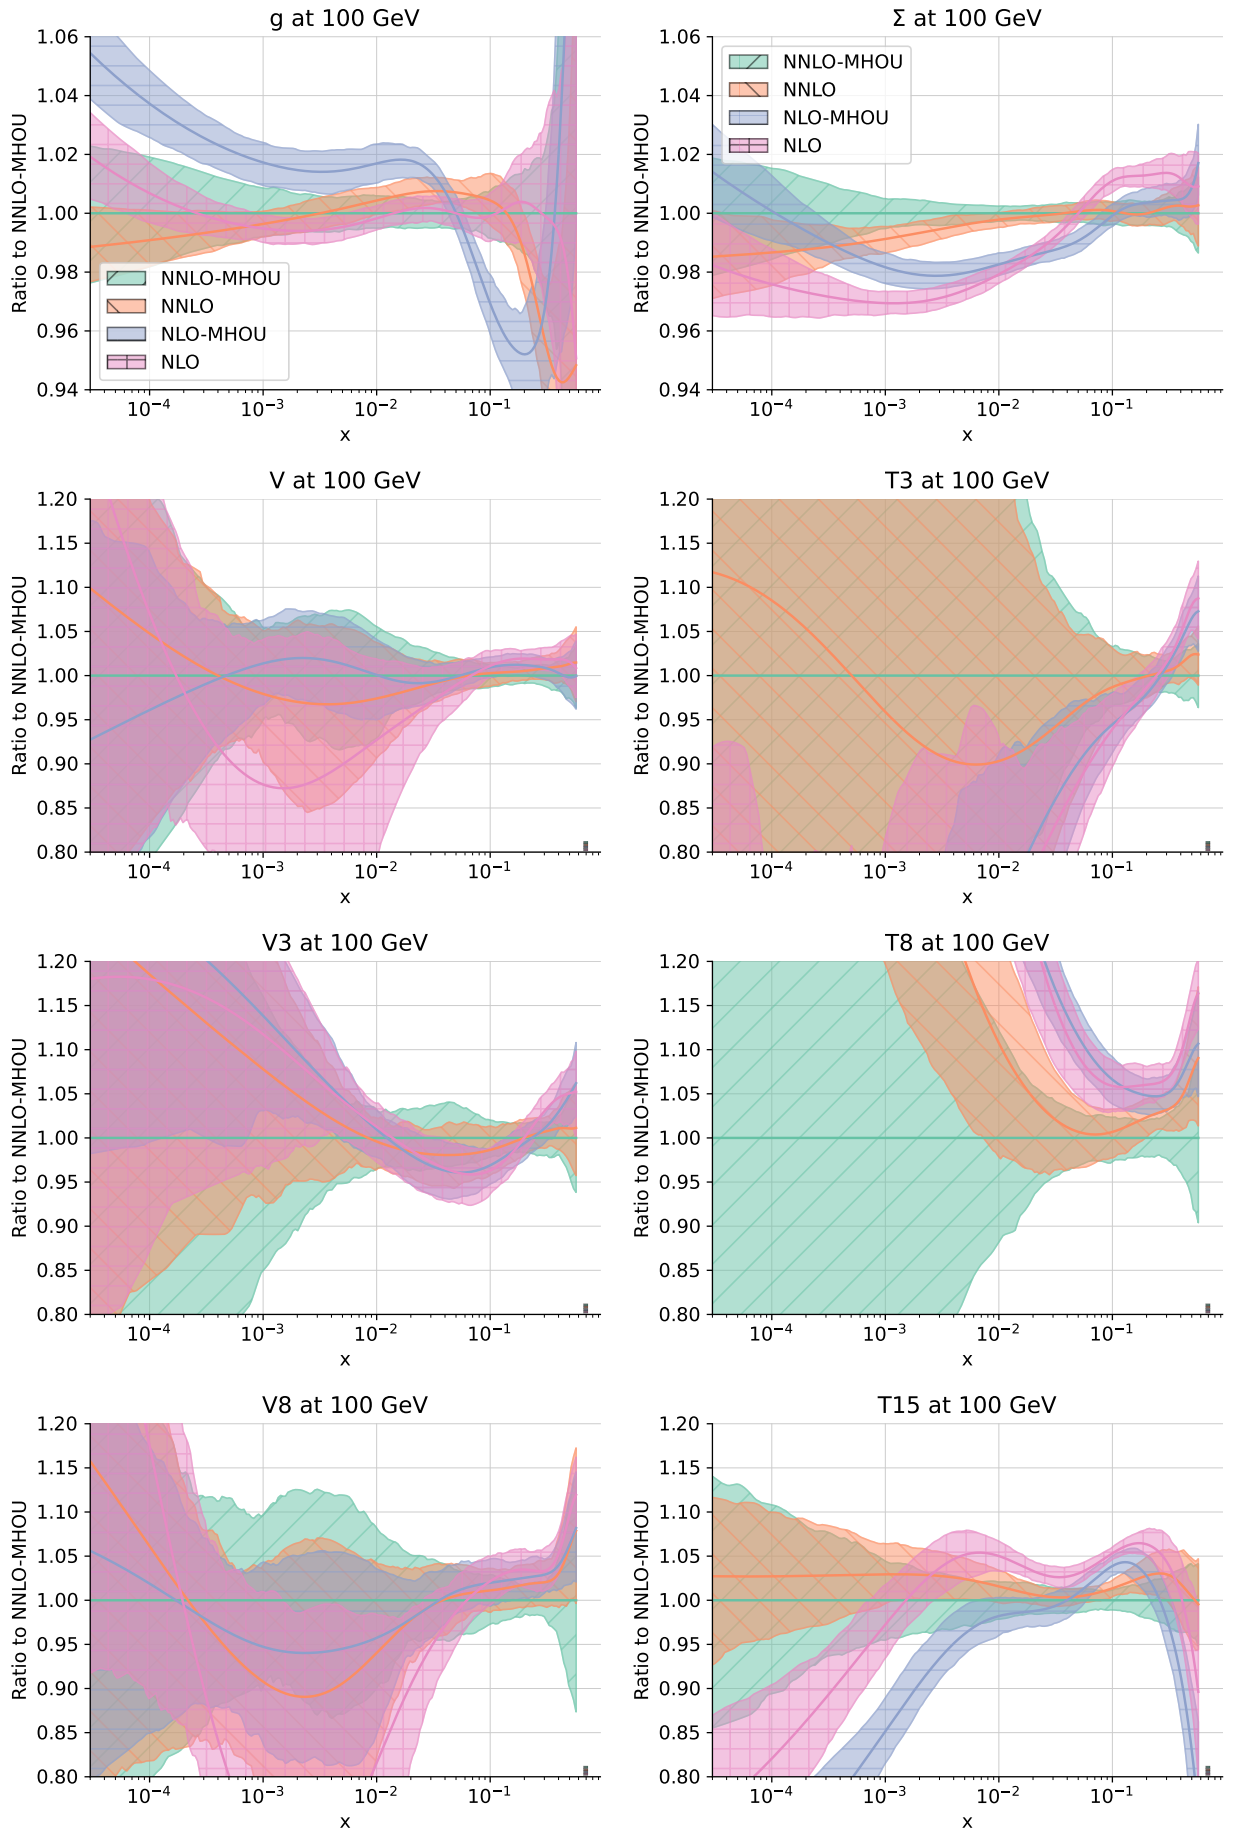 g at 100 GeV
1.06
1.04
1.02
1.00
0.98
0.96
0.94
Ratio to NNLO-MHOU
NNLO-MHOU
NNLO
NLO-MHOU
NLO
10⁻⁴ 10⁻³ 10⁻² 10⁻¹
x
Σ at 100 GeV
1.06
1.04
1.02
1.00
0.98
0.96
0.94
Ratio to NNLO-MHOU
NNLO-MHOU
NNLO
NLO-MHOU
NLO
10⁻⁴ 10⁻³ 10⁻² 10⁻¹
x
V at 100 GeV
1.20
1.15
1.10
1.05
1.00
0.95
0.90
0.85
0.80
Ratio to NNLO-MHOU
10⁻⁴ 10⁻³ 10⁻² 10⁻¹
x
T3 at 100 GeV
1.20
1.15
1.10
1.05
1.00
0.95
0.90
0.85
0.80
Ratio to NNLO-MHOU
10⁻⁴ 10⁻³ 10⁻² 10⁻¹
x
V3 at 100 GeV
1.20
1.15
1.10
1.05
1.00
0.95
0.90
0.85
0.80
Ratio to NNLO-MHOU
10⁻⁴ 10⁻³ 10⁻² 10⁻¹
x
T8 at 100 GeV
1.20
1.15
1.10
1.05
1.00
0.95
0.90
0.85
0.80
Ratio to NNLO-MHOU
10⁻⁴ 10⁻³ 10⁻² 10⁻¹
x
V8 at 100 GeV
1.20
1.15
1.10
1.05
1.00
0.95
0.90
0.85
0.80
Ratio to NNLO-MHOU
10⁻⁴ 10⁻³ 10⁻² 10⁻¹
x
T15 at 100 GeV
1.20
1.15
1.10
1.05
1.00
0.95
0.90
0.85
0.80
Ratio to NNLO-MHOU
10⁻⁴ 10⁻³ 10⁻² 10⁻¹
x